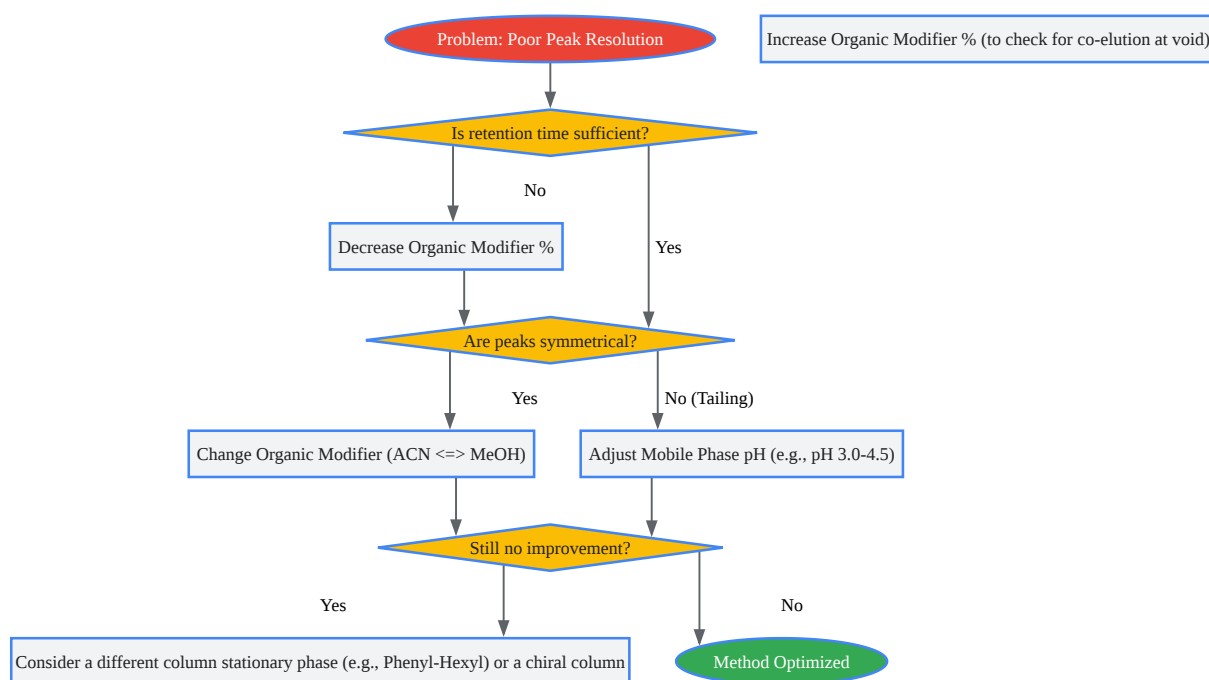 Problem: Poor Peak Resolution
Increase Organic Modifier % (to check for co-elution at void)
Is retention time sufficient?
No
Decrease Organic Modifier %
Yes
Are peaks symmetrical?
Yes
No (Tailing)
Change Organic Modifier (ACN <=> MeOH)
Adjust Mobile Phase pH (e.g., pH 3.0-4.5)
Still no improvement?
Yes
No
Consider a different column stationary phase (e.g., Phenyl-Hexyl) or a chiral column
Method Optimized